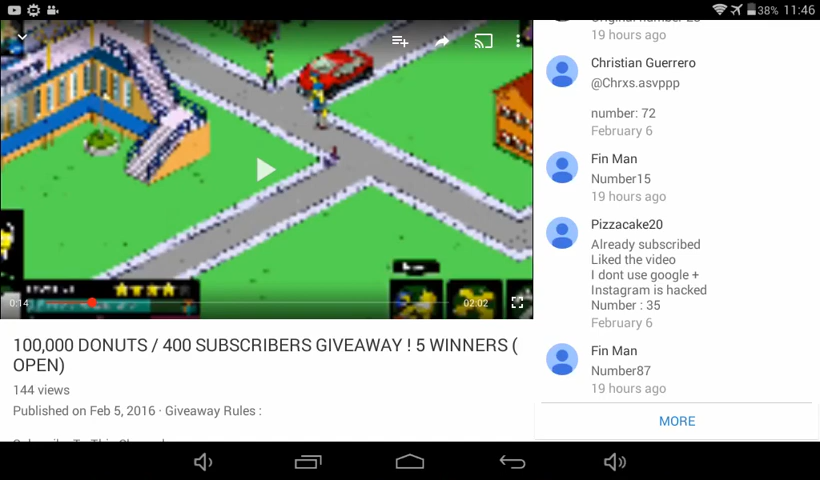 38% 11:46
19 hours ago
Christian Guerrero
@Chrxs.asvppp
number: 72
February 6
Fin Man
Number15
19 hours ago
Pizzacake20
Already subscribed
Liked the video
I dont use google +
Instagram is hacked
Number : 35
February 6
Fin Man
Number87
19 hours ago
MORE
0:14
02:02
100,000 DONUTS / 400 SUBSCRIBERS GIVEAWAY ! 5 WINNERS (
OPEN)
144 views
Published on Feb 5, 2016 · Giveaway Rules :